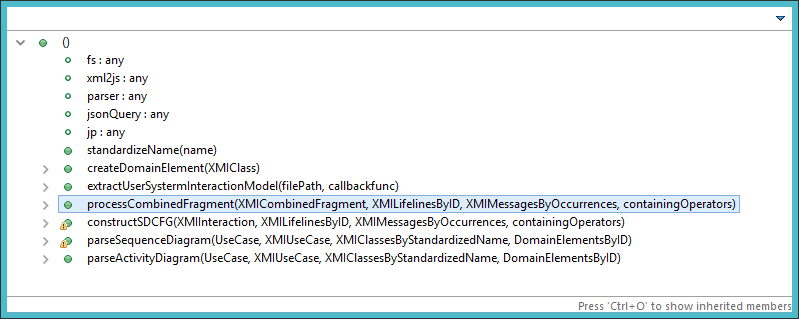 ()
fs : any
xml2js : any
parser : any
jsonQuery : any
jp : any
standardizeName(name)
createDomainElement(XMIClass)
extractUserSystermInteractionModel(filePath, callbackfunc)
processCombinedFragment(XMICombinedFragment, XMILifelinesByID, XMIMessagesByOccurrences, containingOperators)
constructSDCFG(XMIInteraction, XMILifelinesByID, XMIMessagesByOccurrences, containingOperators)
parseSequenceDiagram(UseCase, XMIUseCase, XMIClassesByStandardizedName, DomainElementsByID)
parseActivityDiagram(UseCase, XMIUseCase, XMIClassesByStandardizedName, DomainElementsByID)
Press 'Ctrl+O' to show inherited members